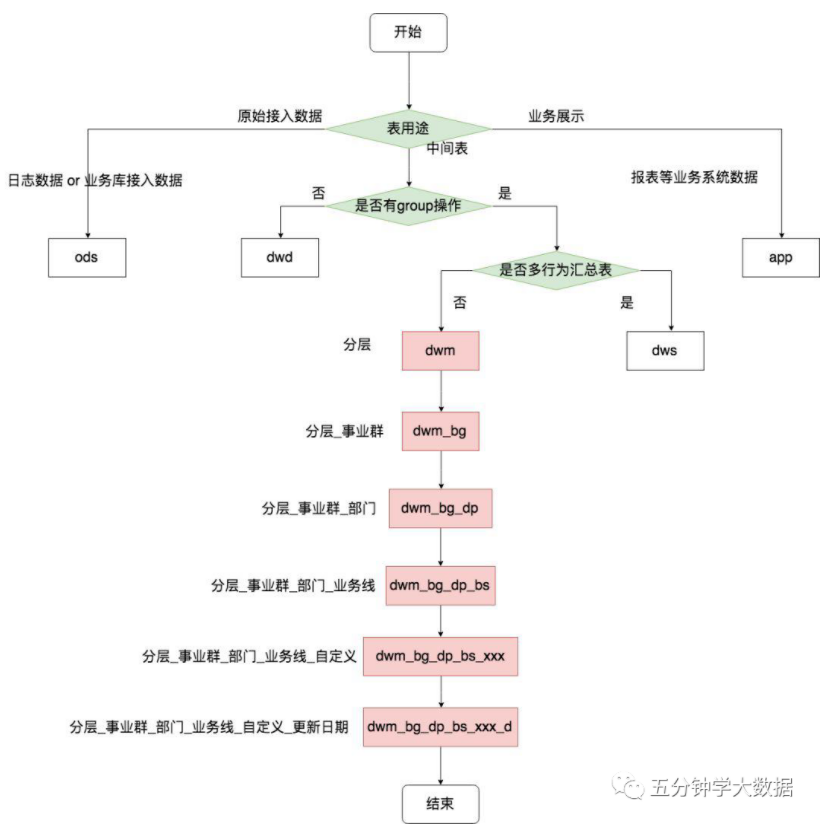 开始
原始接入数据
业务展示
表用途
中间表
日志数据 or 业务库接入数据
报表等业务系统数据
否
是否有group操作
是
ods
dwd
app
是否多行为汇总表
否
是
分层
dwm
dws
分层_事业群
dwm_bg
分层_事业群_部门
dwm_bg_dp
分层_事业群_部门_业务线
dwm_bg_dp_bs
分层_事业群_部门_业务线_自定义
dwm_bg_dp_bs_xxx
分层_事业群_部门_业务线_自定义_更新日期
dwm_bg_dp_bs_xxx_d
五分钟学大数据
结束